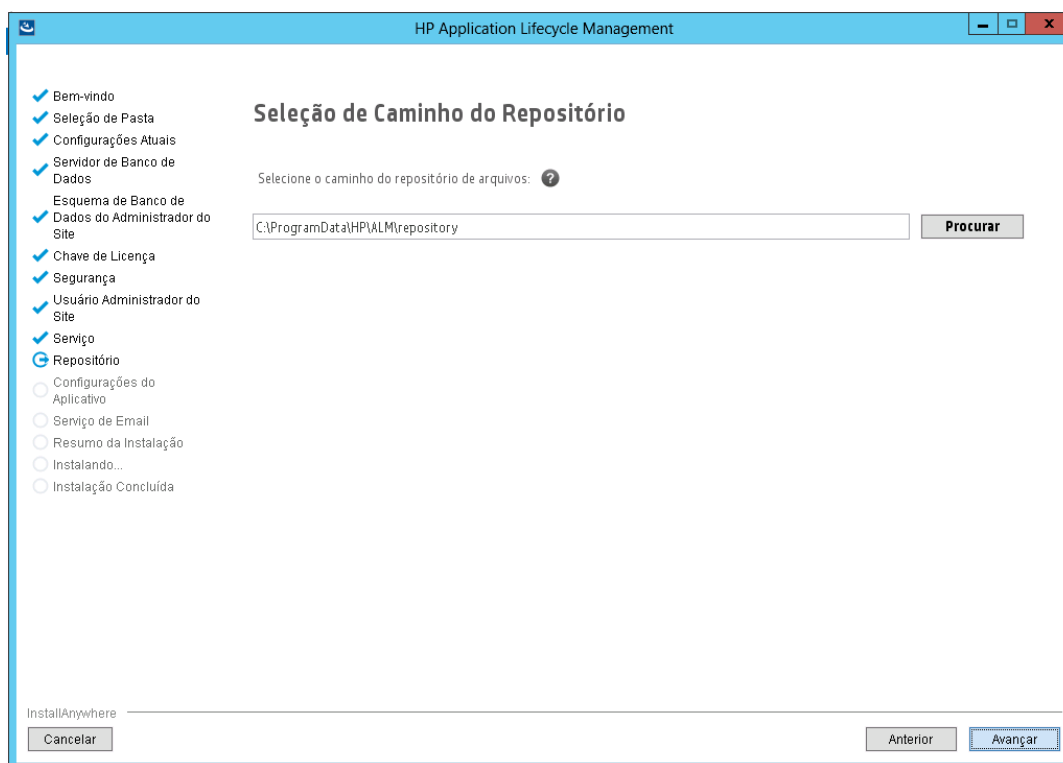 HP Application Lifecycle Management
Bem-vindo
Seleção de Pasta
Configurações Atuais
Servidor de Banco de
Dados
Esquema de Banco de
Dados do Administrador do
Site
Chave de Licença
Segurança
Usuário Administrador do
Site
Serviço
Repositório
Configurações do
Aplicativo
Serviço de Email
Resumo da Instalação
Instalando...
Instalação Concluída
Seleção de Caminho do Repositório
Selecione o caminho do repositório de arquivos:
C:\ProgramData\HP\ALM\repository
Procurar
InstallAnywhere
Cancelar
Anterior
Avançar